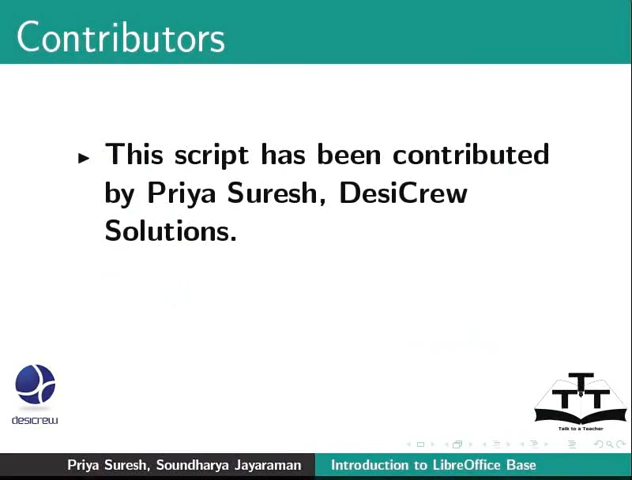 Contributors
This script has been contributed
by Priya Suresh, DesiCrew
Solutions.
desicrew
TTT
Talk to a Teacher
Priya Suresh, Soundharya Jayaraman
Introduction to LibreOffice Base